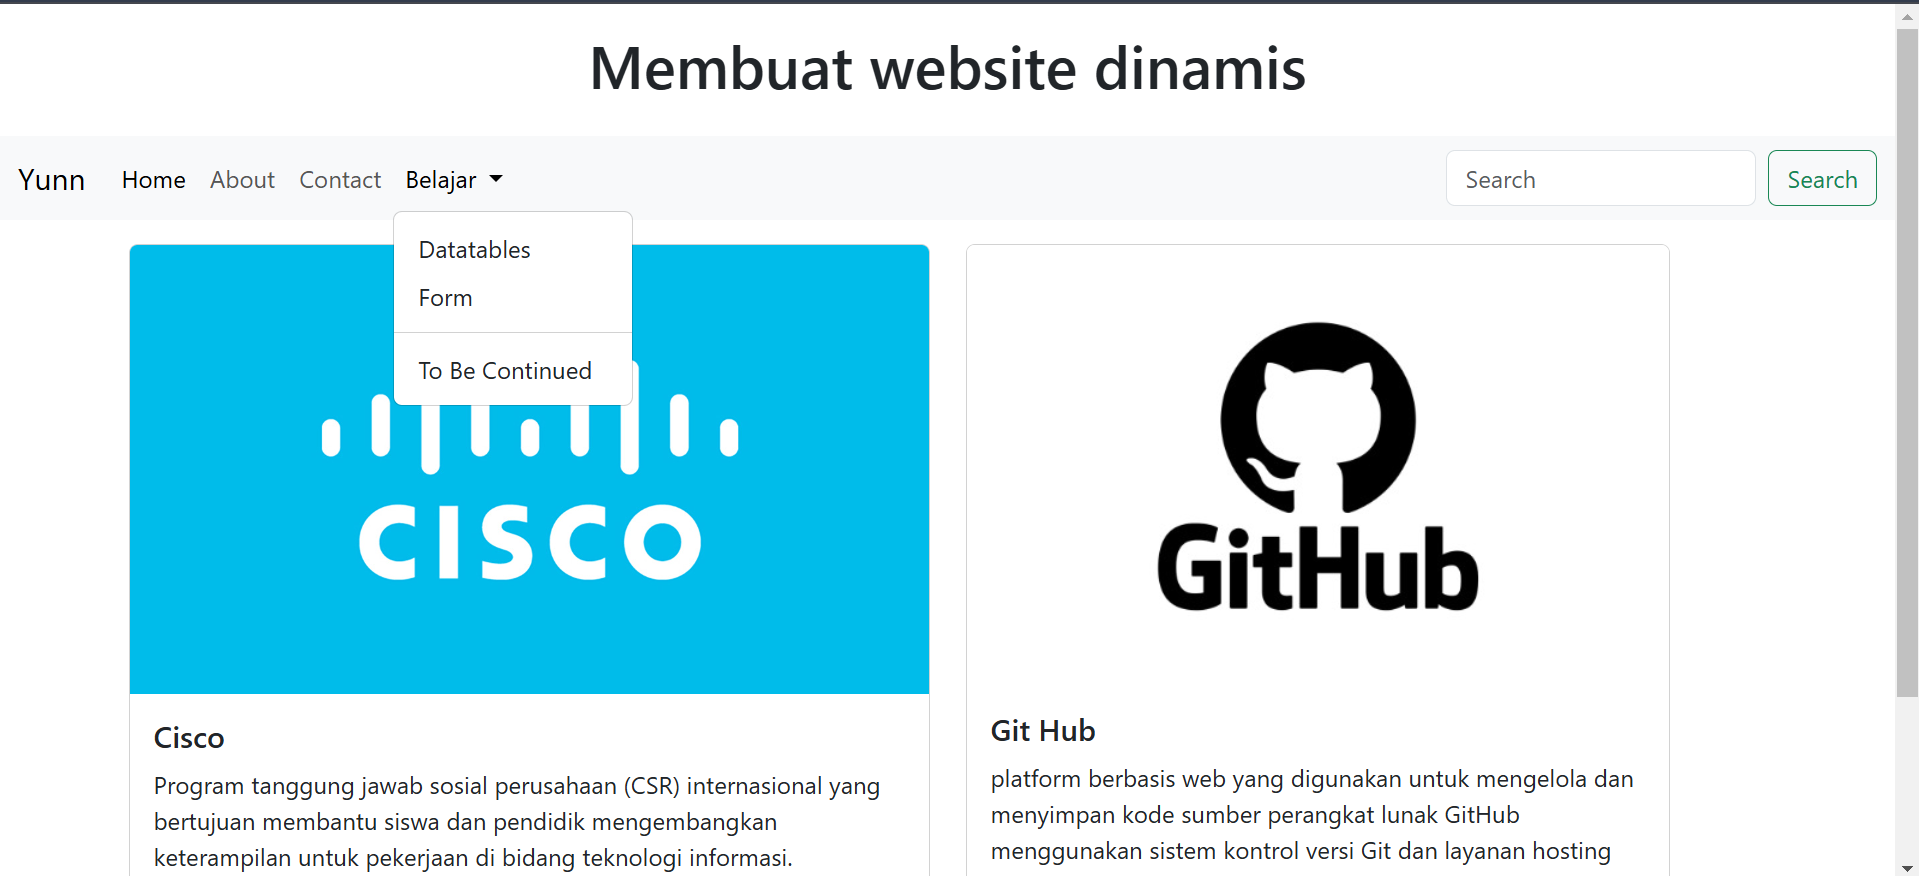 Membuat website dinamis
Yunn
Home
About
Contact
Belajar
Search
Search
Datatables
Form
To Be Continued
CISCO
Cisco
Program tanggung jawab sosial perusahaan (CSR) internasional yang
bertujuan membantu siswa dan pendidik mengembangkan
keterampilan untuk pekerjaan di bidang teknologi informasi.
GitHub
Git Hub
platform berbasis web yang digunakan untuk mengelola dan
menyimpan kode sumber perangkat lunak GitHub
menggunakan sistem kontrol versi Git dan layanan hosting